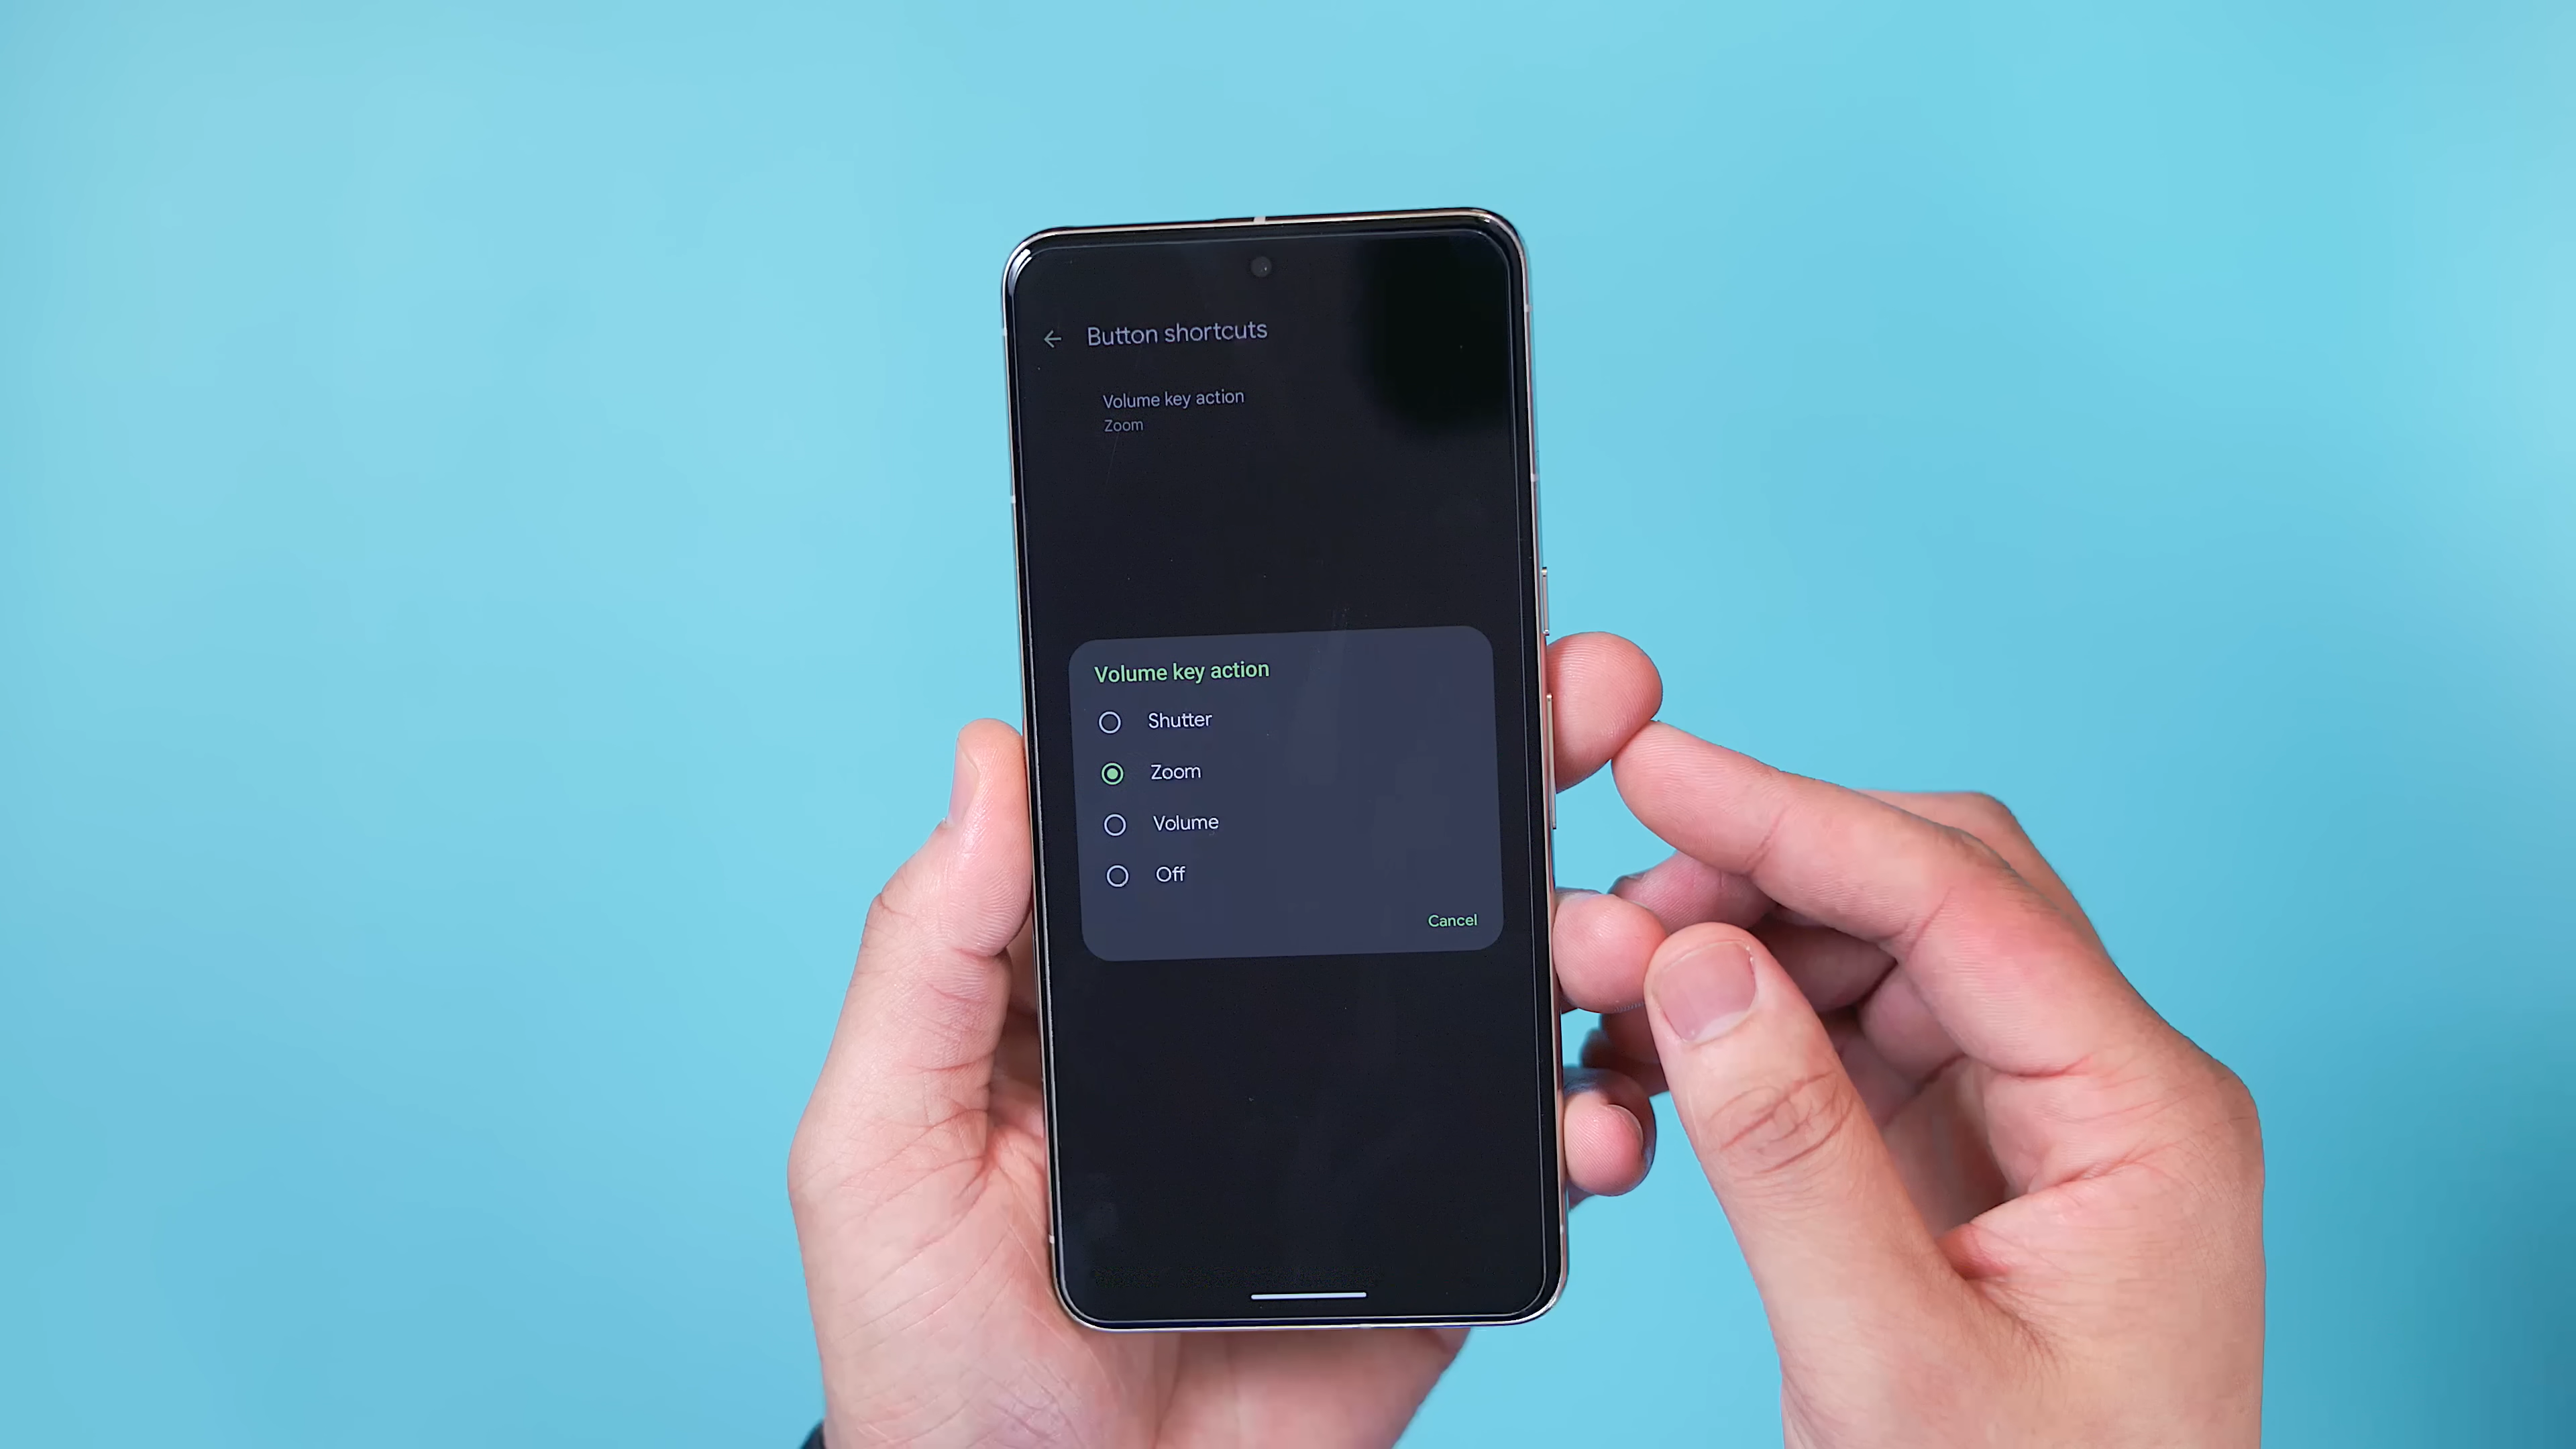 Button shortcuts
Volume key action
Zoom
Volume key action
Shutter
Zoom
Volume
Off
Cancel